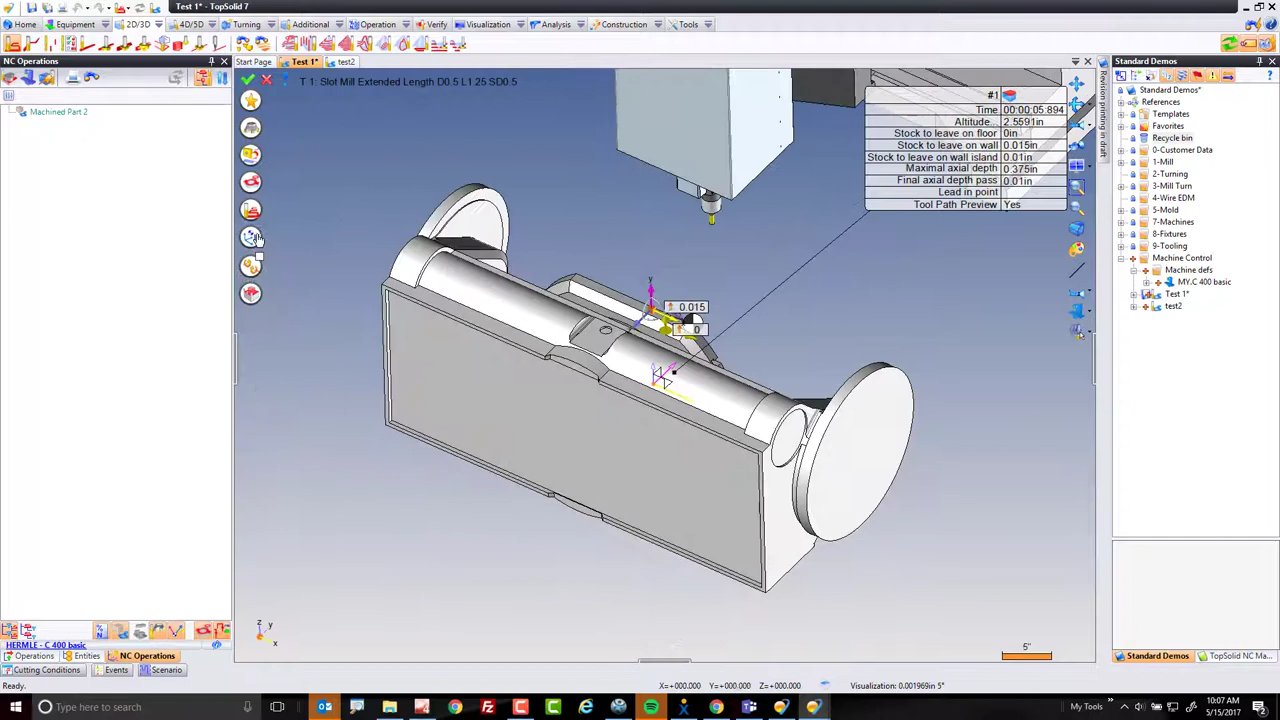 Test 1* - TopSolid 7
Home
Equipment
2D/3D
4D/5D
Turning
Additional
Operation
Verify
Visualization
Analysis
Construction
Tools
NC Operations
Start Page
Test 1*
test2
Standard Demos
Machined Part 2
T 1: Slot Mill Extended Length D0.5 L1.25 SD0.5
#1
Time 00:00:05.894
Altitude... 2.5591in
Stock to leave on floor 0in
Stock to leave on wall 0.015in
Stock to leave on wall island 0.01in
Maximal axial depth 0.375in
Final axial depth pass 0.01in
Lead in point
Tool Path Preview Yes
Revision printing in draft
y
0.015
0
z
y
x
5"
Standard Demos*
References
Templates
Favorites
Recycle bin
0-Customer Data
1-Mill
2-Turning
3-Mill Turn
4-Wire EDM
5-Mold
7-Machines
8-Fixtures
9-Tooling
Machine Control
Machine defs
MY.C 400 basic
Test 1*
test2
HERMLE - C 400 basic
Operations
Entities
NC Operations
Cutting Conditions
Events
Scenario
Standard Demos
TopSolid NC Ma...
Ready.
X=+000.000 Y=+000.000 Z=+000.000
Visualization: 0.001969in 5°
Type here to search
My Tools
10:07 AM
5/15/2017